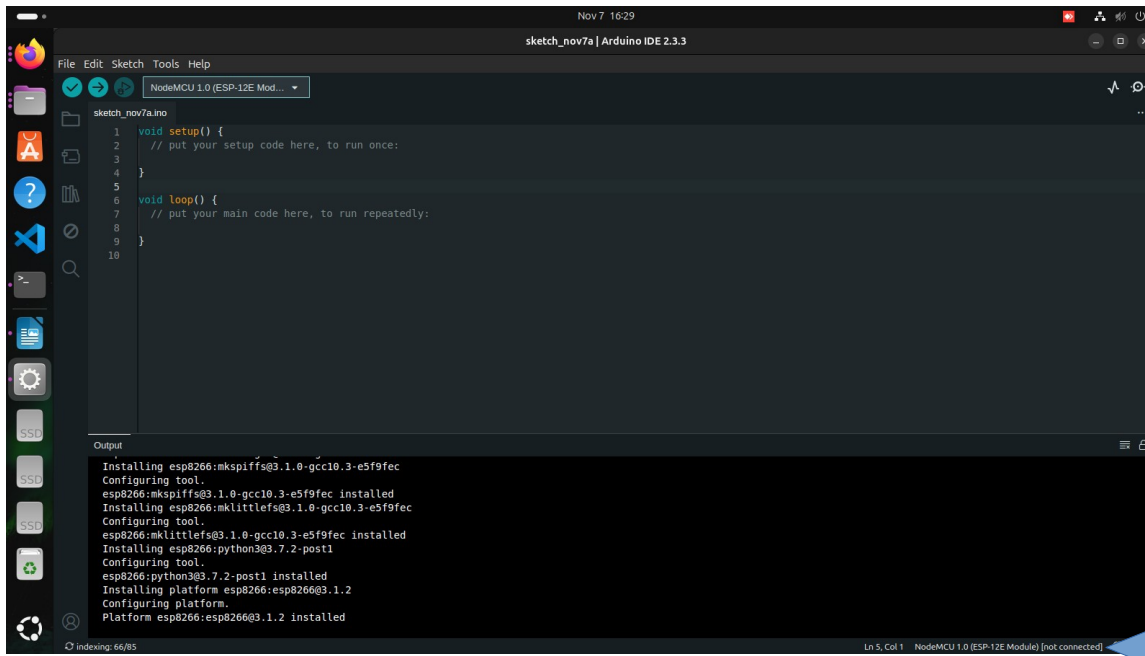 Nov 7 16:29
sketch_nov7a | Arduino IDE 2.3.3
File Edit Sketch Tools Help
NodeMCU 1.0 (ESP-12E Mod...
sketch_nov7a.ino
1 void setup() {
2 // put your setup code here, to run once:
3
4 }
5
6 void loop() {
7 // put your main code here, to run repeatedly:
8
9 }
10
SSD
SSD
SSD
Output
Installing esp8266:mkspiffs@3.1.0-gcc10.3-e5f9fec
Configuring tool.
esp8266:mkspiffs@3.1.0-gcc10.3-e5f9fec installed
Installing esp8266:mklittlefs@3.1.0-gcc10.3-e5f9fec
Configuring tool.
esp8266:mklittlefs@3.1.0-gcc10.3-e5f9fec installed
Installing esp8266:python3@3.7.2-post1
Configuring tool.
esp8266:python3@3.7.2-post1 installed
Installing platform esp8266:esp8266@3.1.2
Configuring platform.
Platform esp8266:esp8266@3.1.2 installed
indexing: 66/85
Ln 5, Col 1 NodeMCU 1.0 (ESP-12E Module) [not connected]